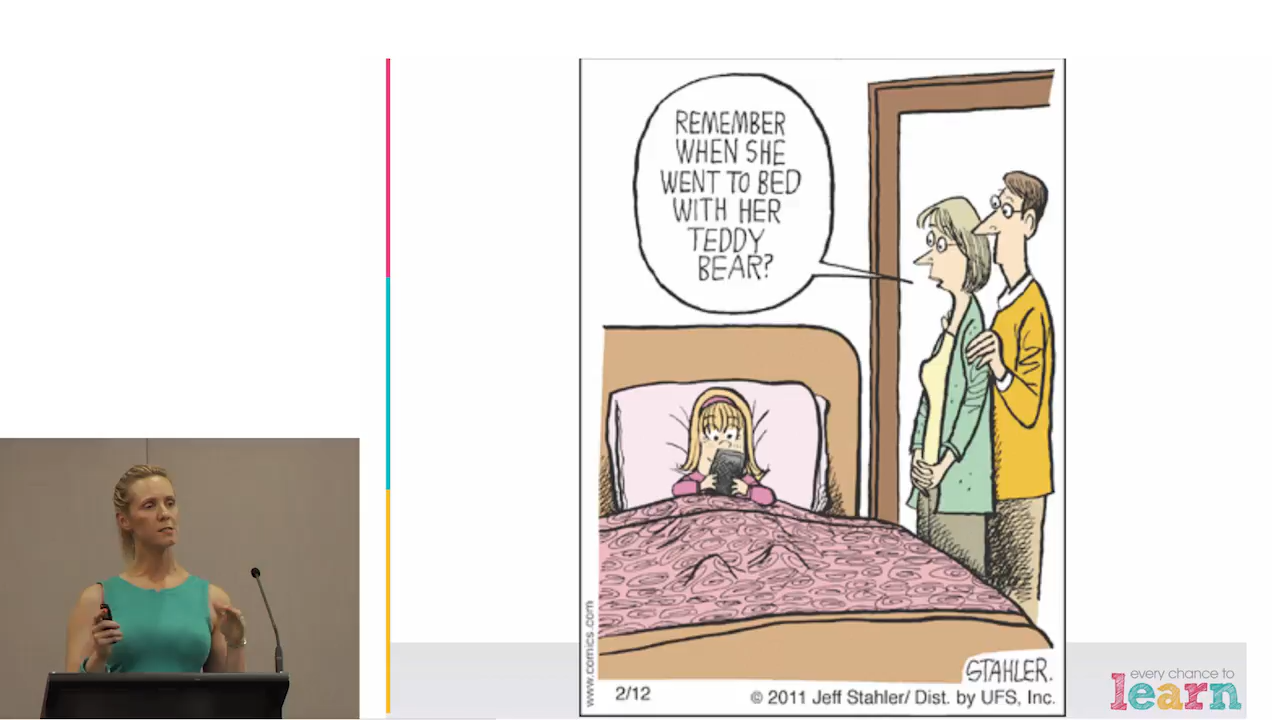 REMEMBER
WHEN SHE
WENT TO BED
WITH HER
TEDDY
BEAR?
www.comics.com
STAHLER.
2/12
© 2011 Jeff Stahler/ Dist. by UFS, Inc.
every chance to
learn